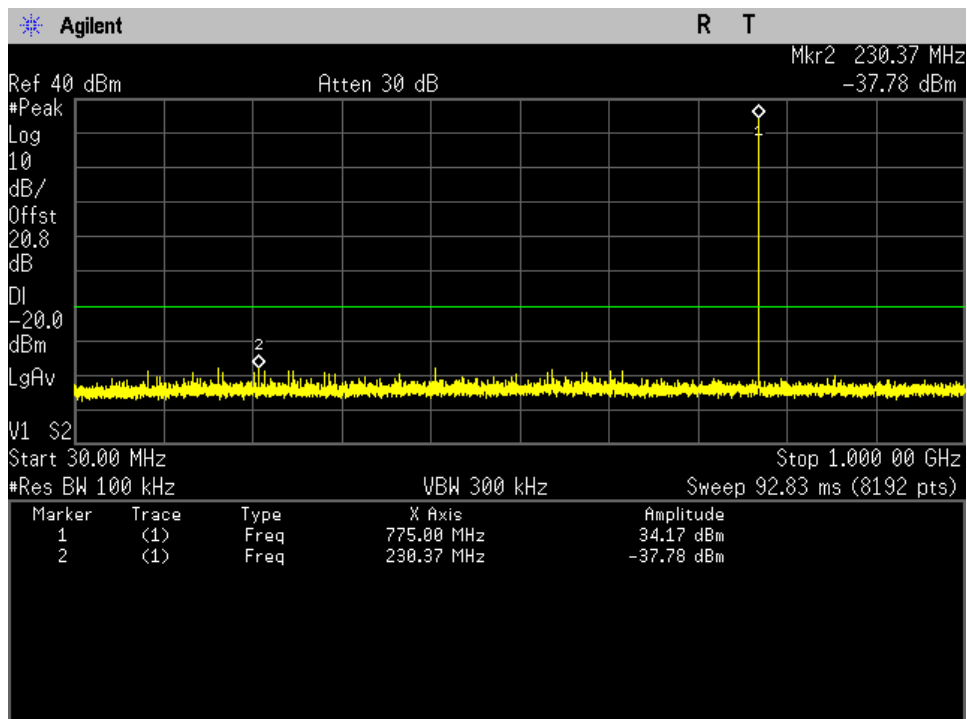 Agilent R T
Mkr2 230.37 MHz
Ref 40 dBm Atten 30 dB -37.78 dBm
#Peak
Log
10
dB/
Offst
20.8
dB
DI
-20.0
dBm
LgAv
V1 S2
1
2
Start 30.00 MHz Stop 1.000 00 GHz
#Res BW 100 kHz VBW 300 kHz Sweep 92.83 ms (8192 pts)
Marker Trace Type X Axis Amplitude
1 (1) Freq 775.00 MHz 34.17 dBm
2 (1) Freq 230.37 MHz -37.78 dBm